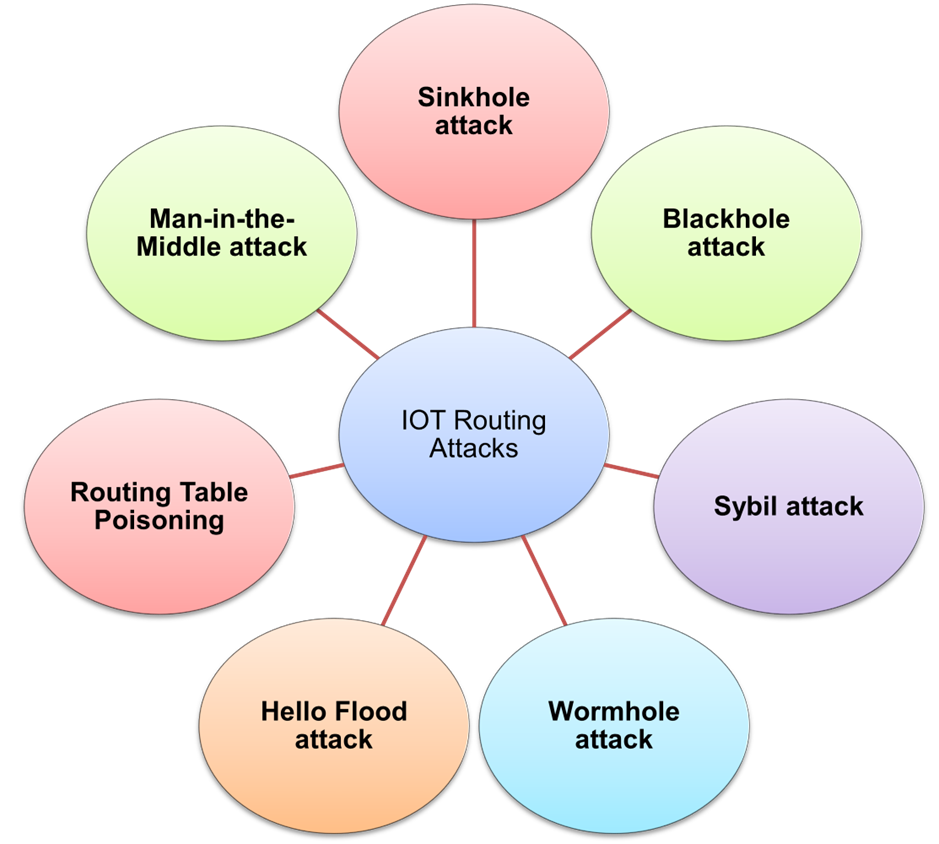 Sinkhole
attack
Man-in-the-
Middle attack
Blackhole
attack
IOT Routing
Attacks
Routing Table
Poisoning
Sybil attack
Hello Flood
attack
Wormhole
attack